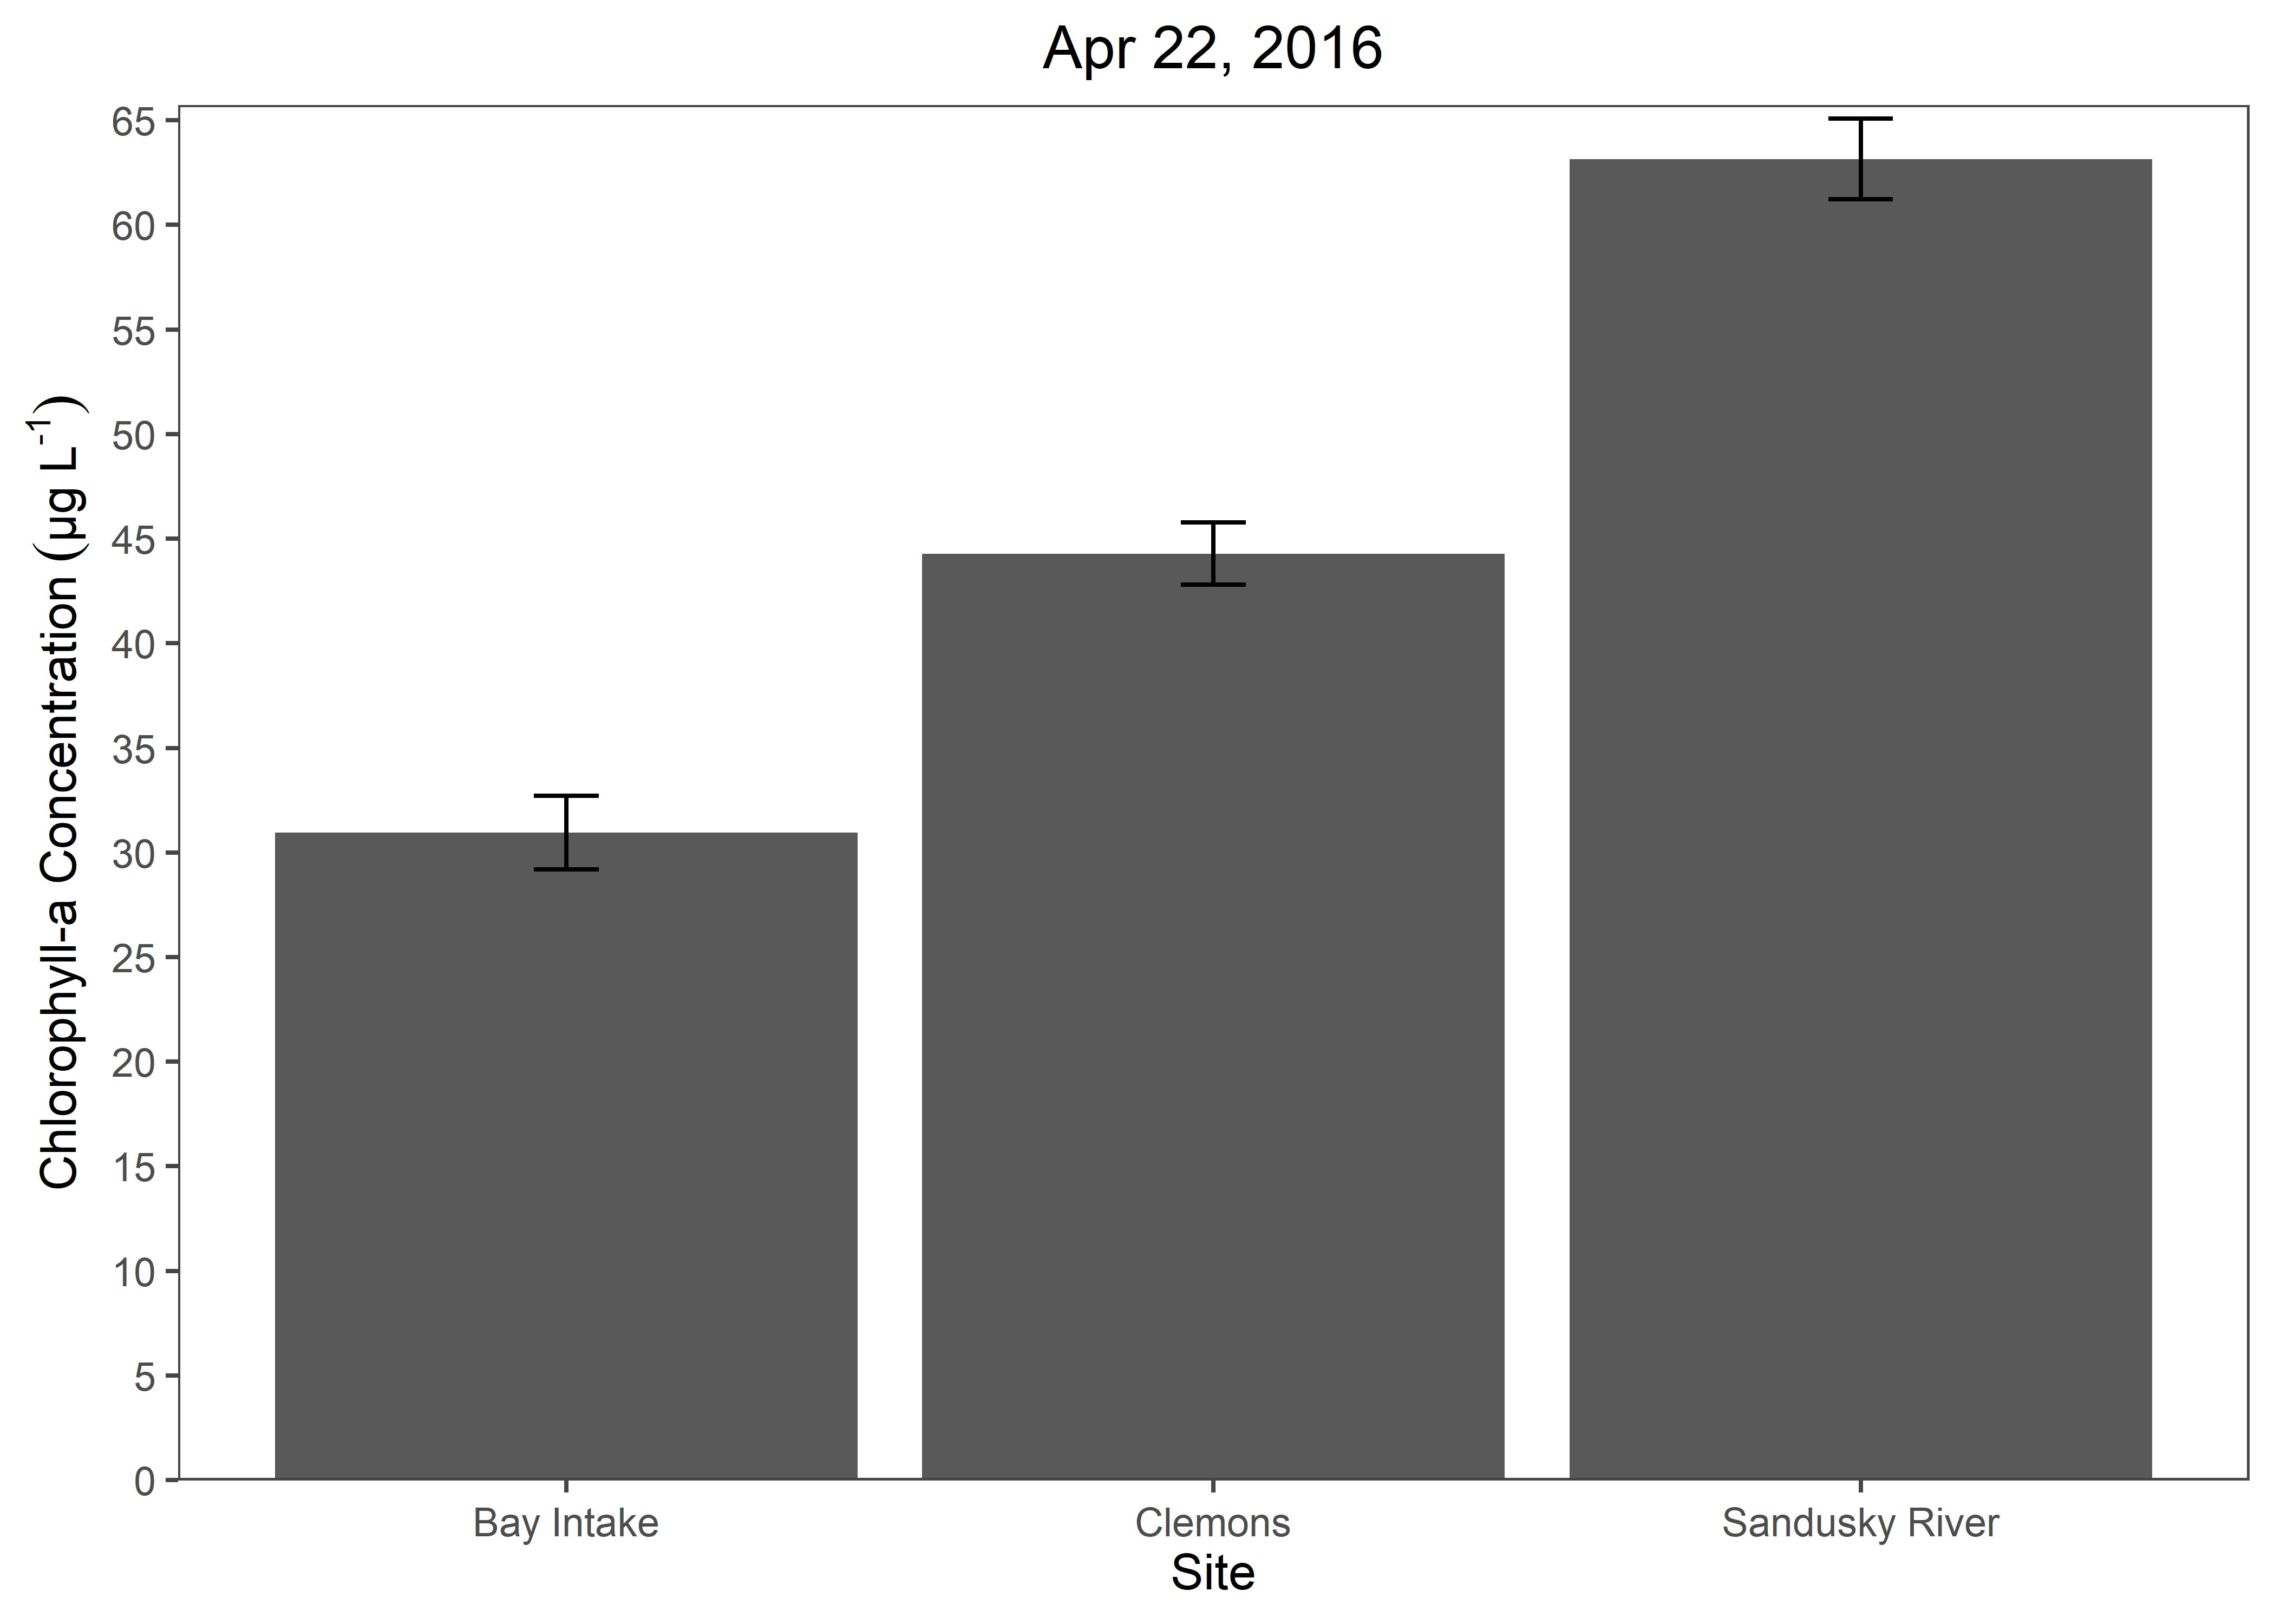 Apr 22, 2016
Chlorophyll-a Concentration (µg L⁻¹)
65
60
55
50
45
40
35
30
25
20
15
10
5
0
Bay Intake
Clemons
Sandusky River
Site